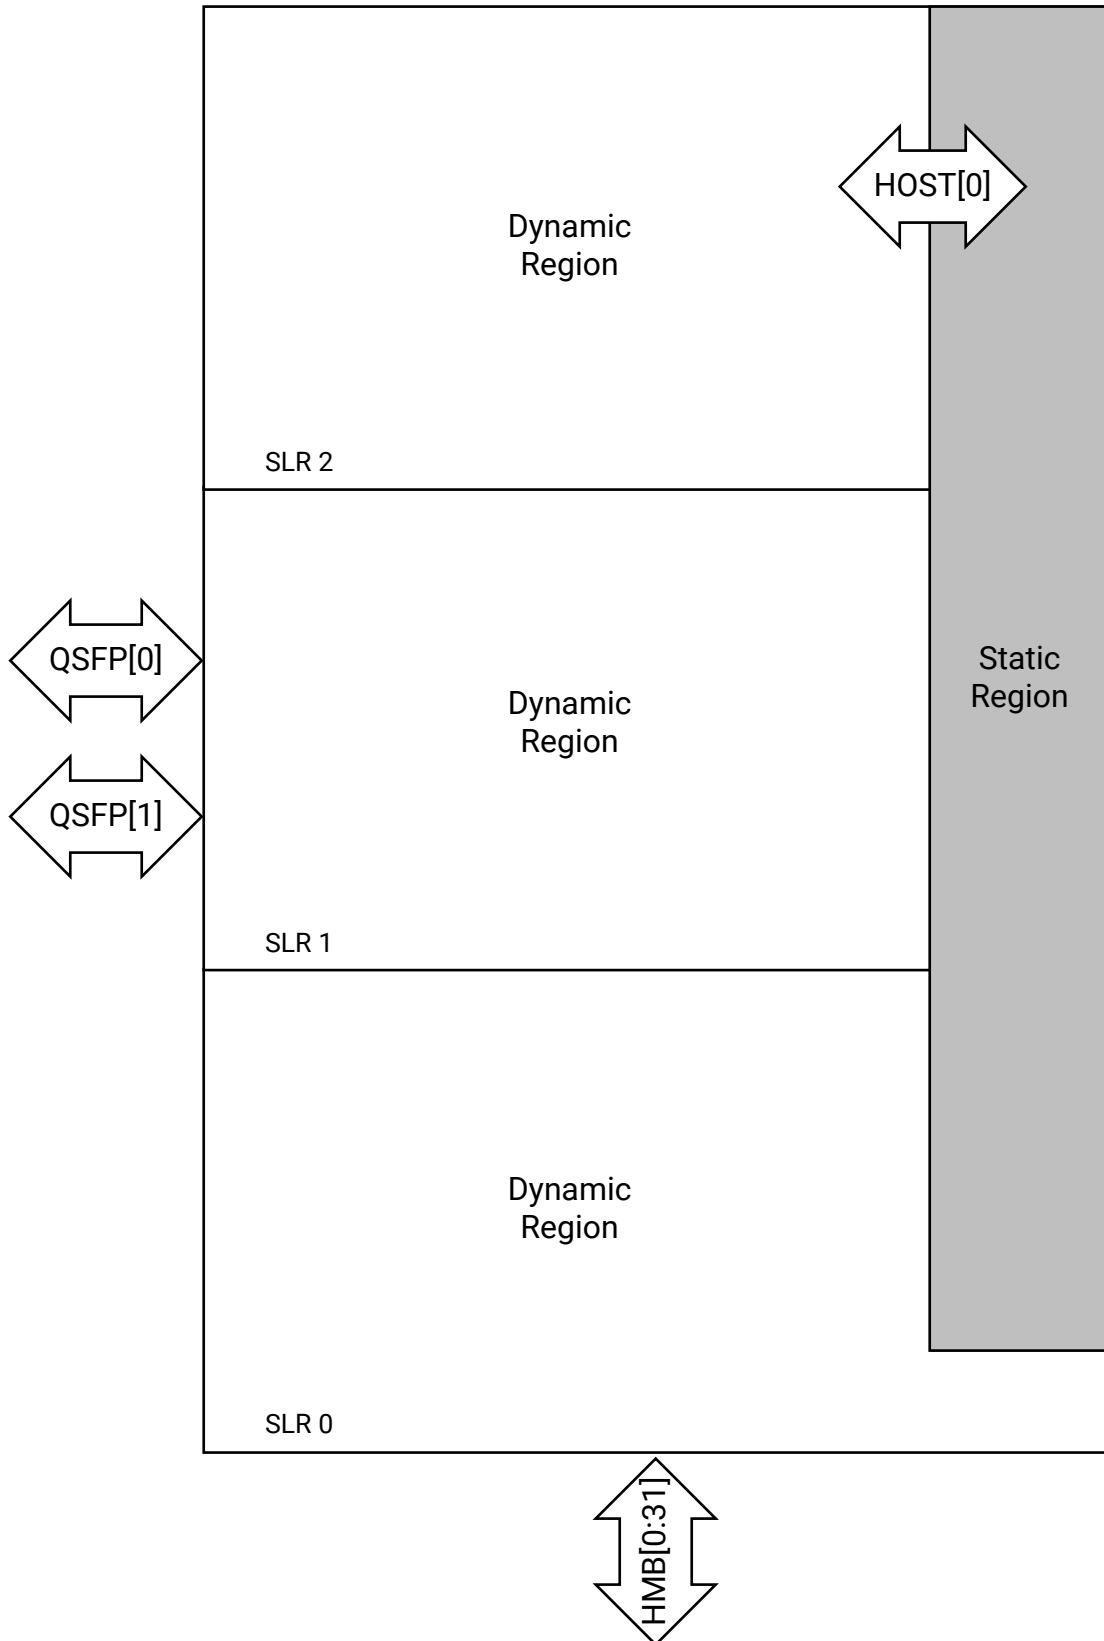 HOST[0]
Dynamic
Region
SLR 2
QSFP[0]
Static
Region
Dynamic
Region
QSFP[1]
SLR 1
Dynamic
Region
SLR 0
HMB[0:31]